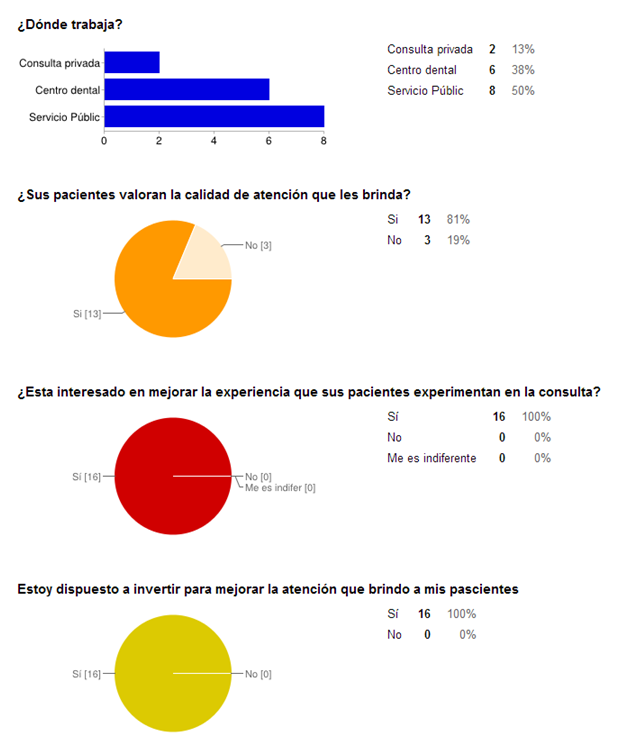 ¿Dónde trabaja?
Consulta privada
Centro dental
Servicio Públic
0 2 4 6 8
Consulta privada 2 13%
Centro dental 6 38%
Servicio Públic 8 50%
¿Sus pacientes valoran la calidad de atención que les brinda?
No [3]
Si [13]
Si 13 81%
No 3 19%
¿Esta interesado en mejorar la experiencia que sus pacientes experimentan en la consulta?
Sí [16]
No [0]
Me es indifer [0]
Sí 16 100%
No 0 0%
Me es indiferente 0 0%
Estoy dispuesto a invertir para mejorar la atención que brindo a mis pascientes
Sí [16]
No [0]
Sí 16 100%
No 0 0%